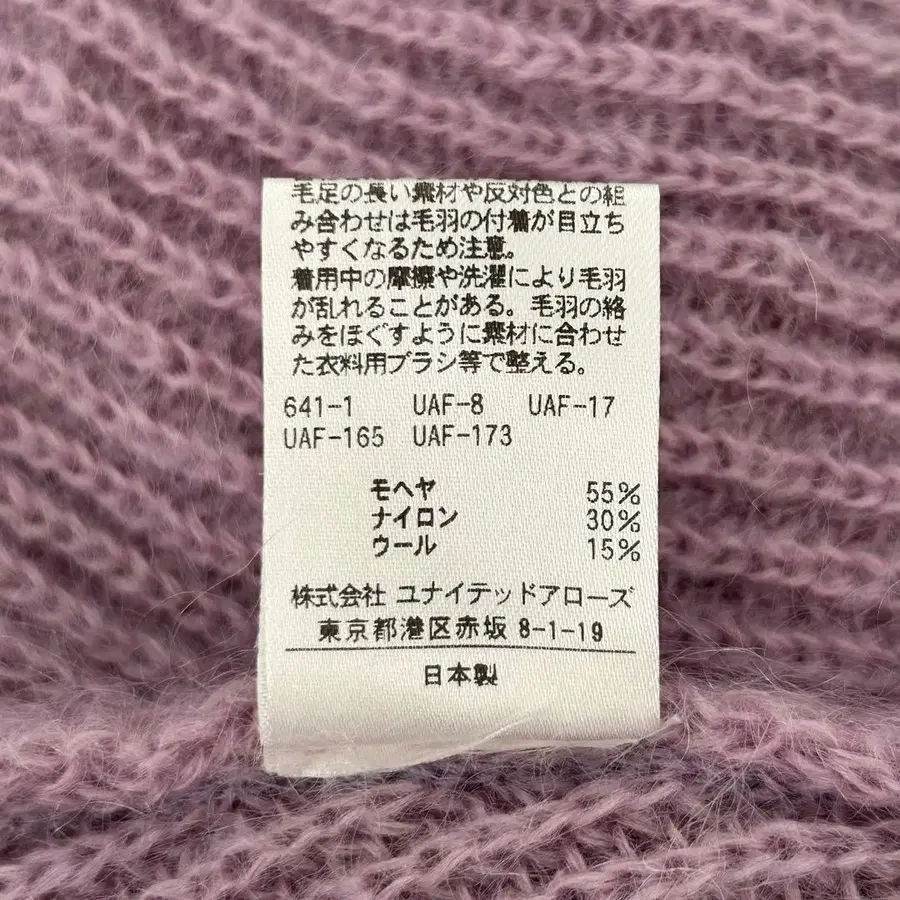 毛足の長い素材や反対色との組
み合わせは毛羽の付着が目立ち
やすくなるため注意。
着用中の摩擦や洗濯により毛羽
が乱れることがある。毛羽の絡
みをほぐすように素材に合わせ
た衣料用ブラシ等で整える。
641-1 UAF-8 UAF-17
UAF-165 UAF-173
モヘヤ 55%
ナイロン 30%
ウール 15%
株式会社 ユナイテッドアローズ
東京都港区赤坂 8-1-19
日本製